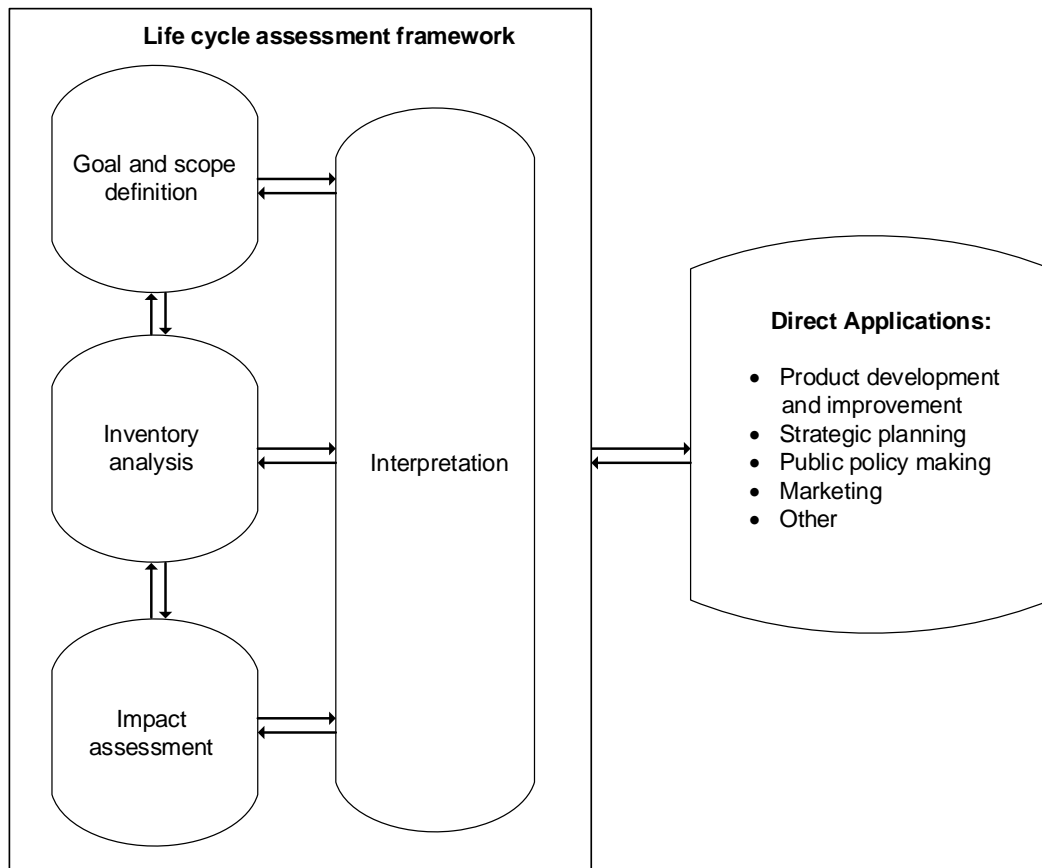 Life cycle assessment framework
Goal and scope
definition
Inventory
analysis
Impact
assessment
Interpretation
Direct Applications:
• Product development
and improvement
• Strategic planning
• Public policy making
• Marketing
• Other